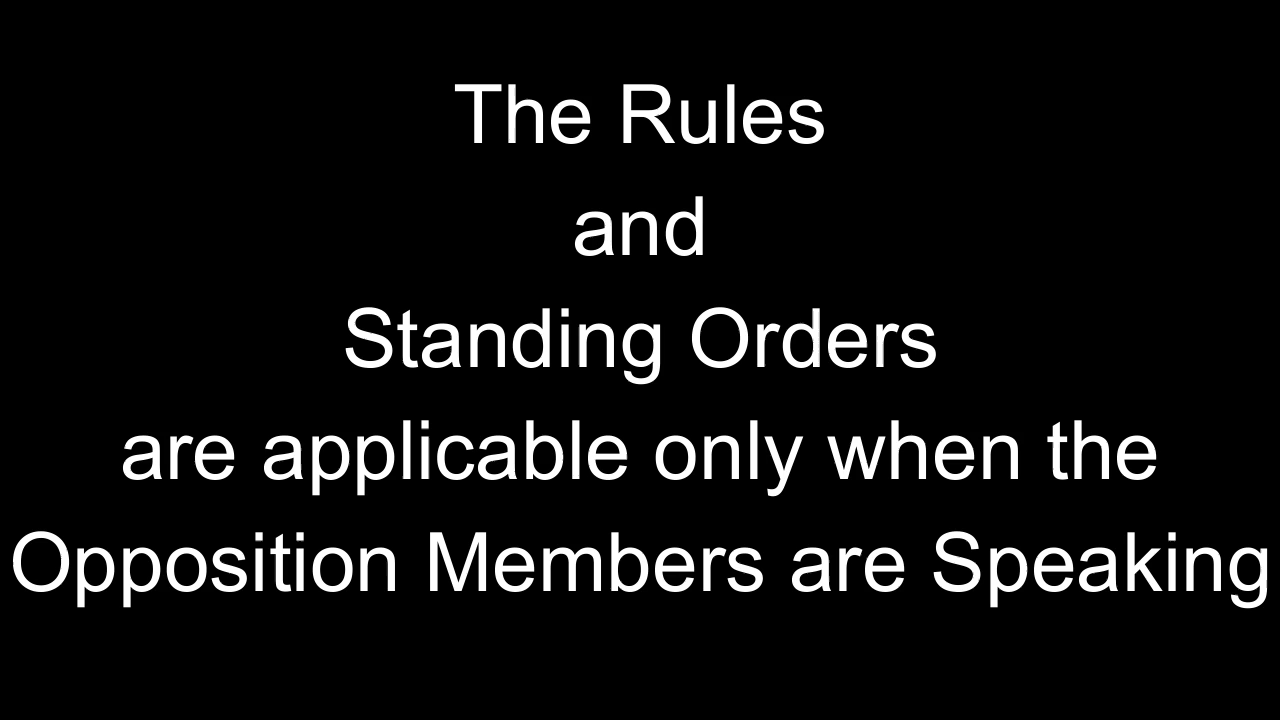 The Rules
and
Standing Orders
are applicable only when the
Opposition Members are Speaking